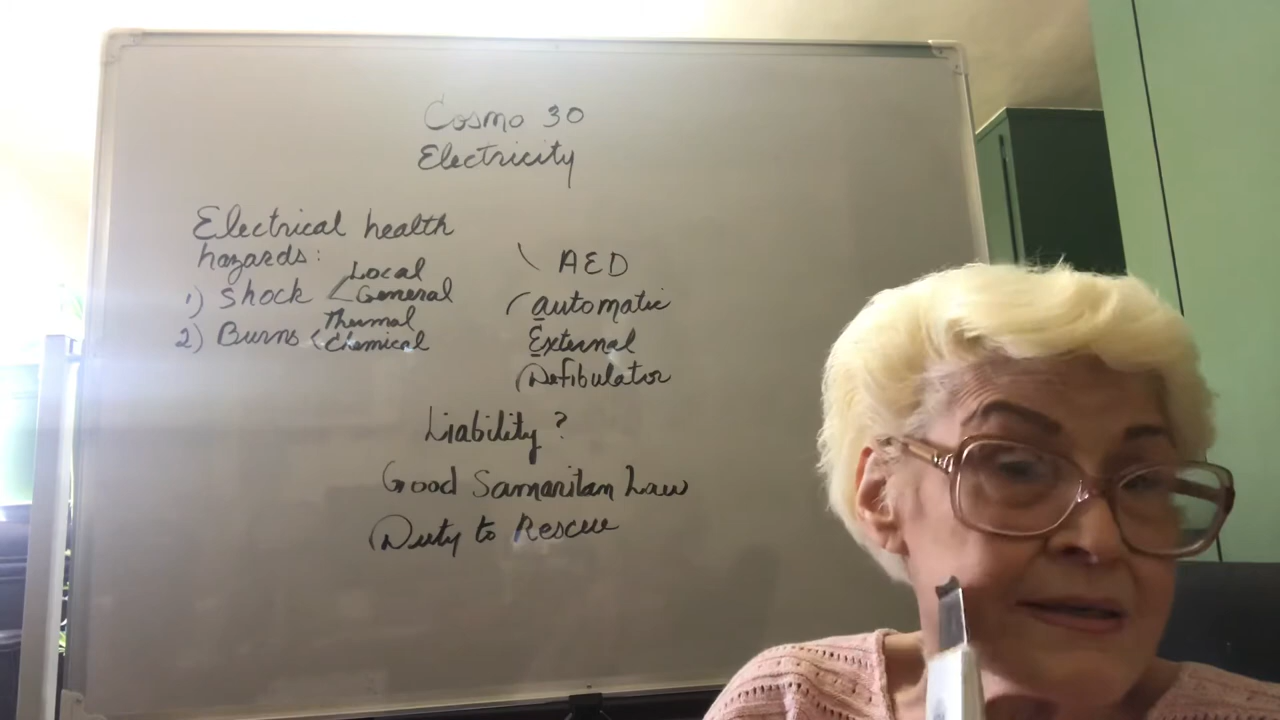 Cosmo 30
Electricity
Electrical health
hazards:
1) Shock < Local
General
2) Burns < Thermal
Chemical
AED
Automatic
External
Defibulator
Liability?
Good Samaritan Law
Duty to Rescue